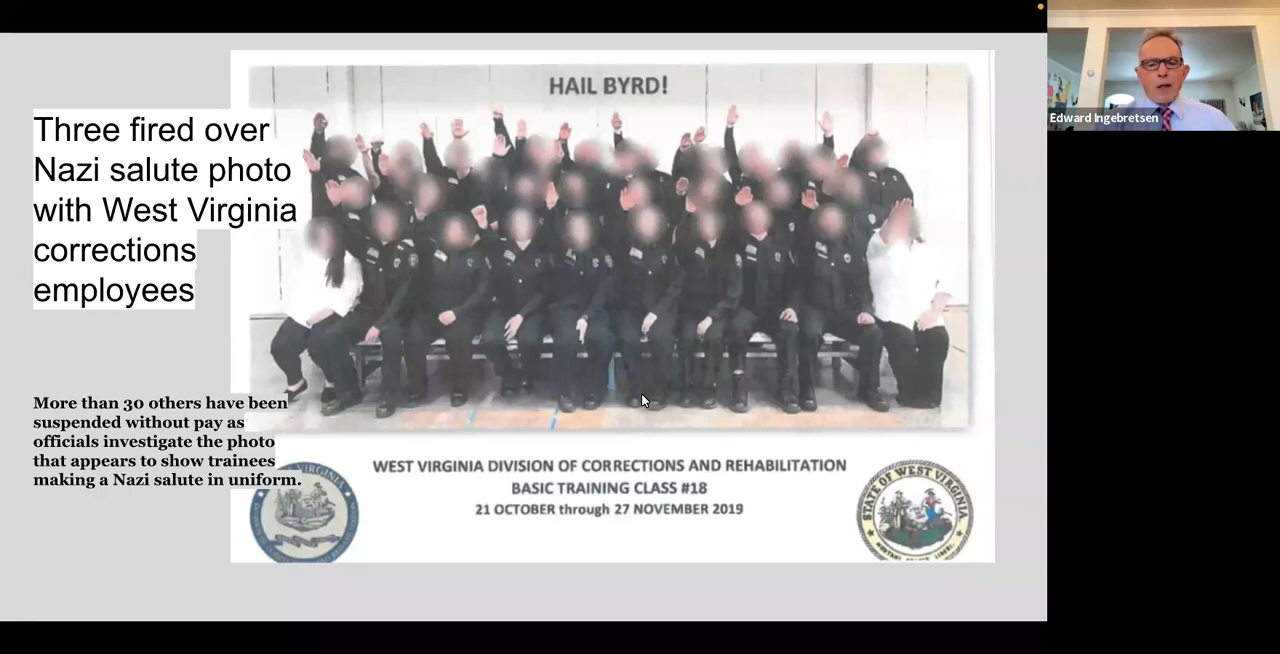 Three fired over
Nazi salute photo
with West Virginia
corrections
employees
More than 30 others have been
suspended without pay as
officials investigate the photo
that appears to show trainees
making a Nazi salute in uniform.
HAIL BYRD!
WEST VIRGINIA DIVISION OF CORRECTIONS AND REHABILITATION
BASIC TRAINING CLASS #18
21 OCTOBER through 27 NOVEMBER 2019
VIRGINIA
STATE OF WEST VIRGINIA
Edward Ingebretsen